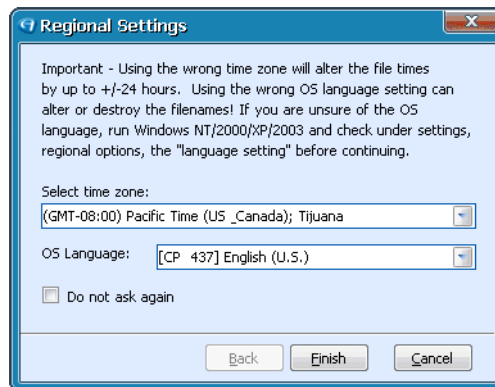 Regional Settings
Important - Using the wrong time zone will alter the file times
by up to +/-24 hours. Using the wrong OS language setting can
alter or destroy the filenames! If you are unsure of the OS
language, run Windows NT/2000/XP/2003 and check under settings,
regional options, the "language setting" before continuing.
Select time zone:
(GMT-08:00) Pacific Time (US _Canada); Tijuana
OS Language: [CP 437] English (U.S.)
Do not ask again
Back Finish Cancel